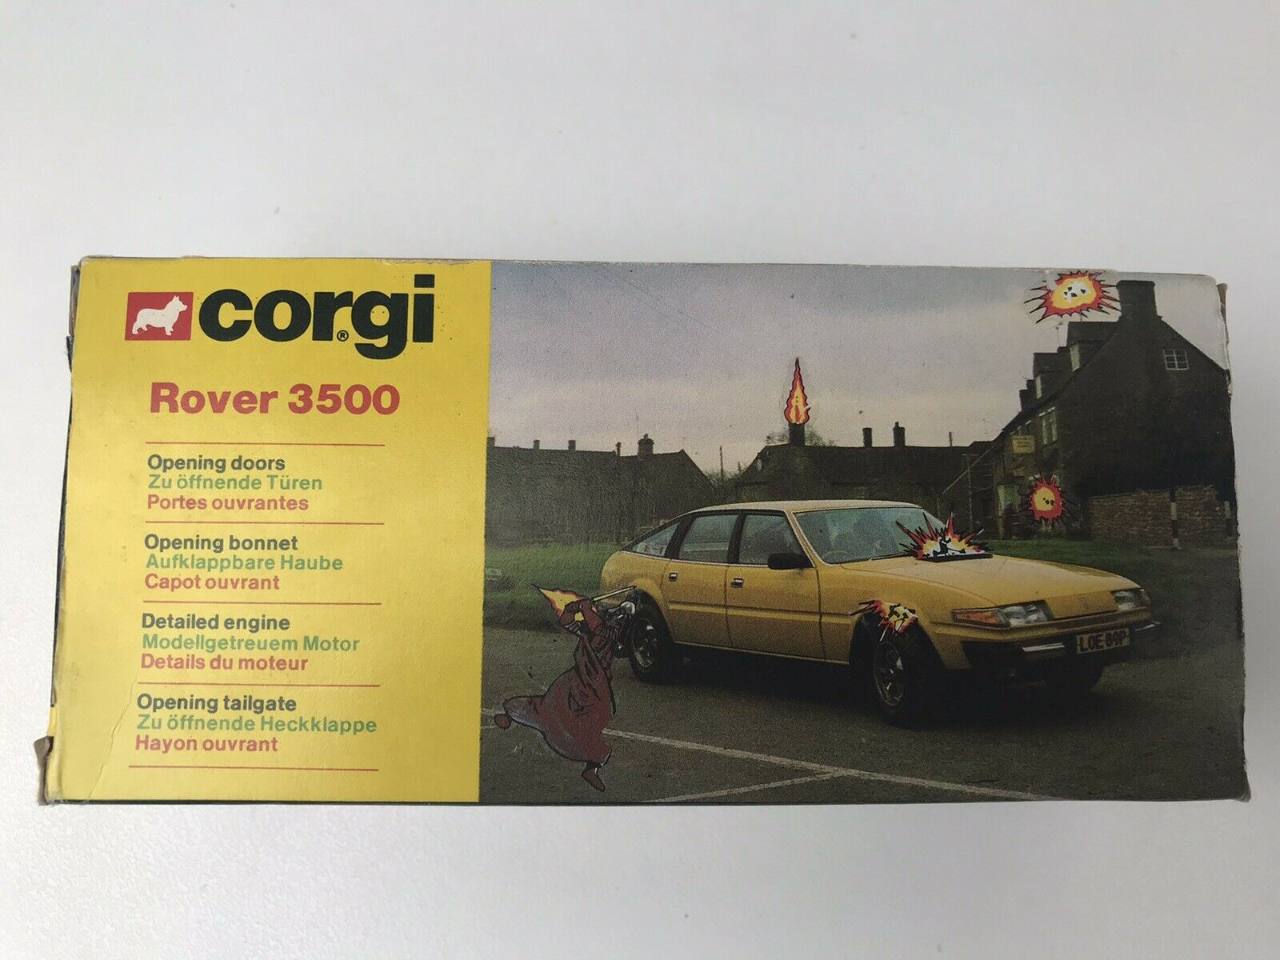 corgi®
Rover 3500
Opening doors
Zu öffnende Türen
Portes ouvrantes
Opening bonnet
Aufklappbare Haube
Capot ouvrant
Detailed engine
Modellgetreuem Motor
Details du moteur
Opening tailgate
Zu öffnende Heckklappe
Hayon ouvrant
LOE 89P